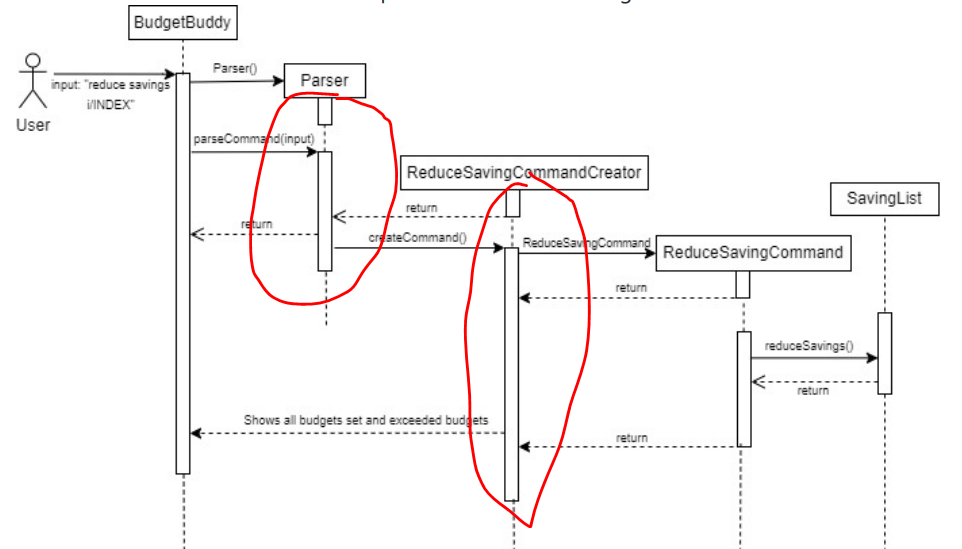 BudgetBuddy
Parser()
Parser
input: "reduce savings
i/INDEX"
User
parseCommand(input)
ReduceSavingCommandCreator
SavingList
return
return
createCommand()
ReduceSavingCommand
ReduceSavingCommand
return
reduceSavings()
return
Shows all budgets set and exceeded budgets
return